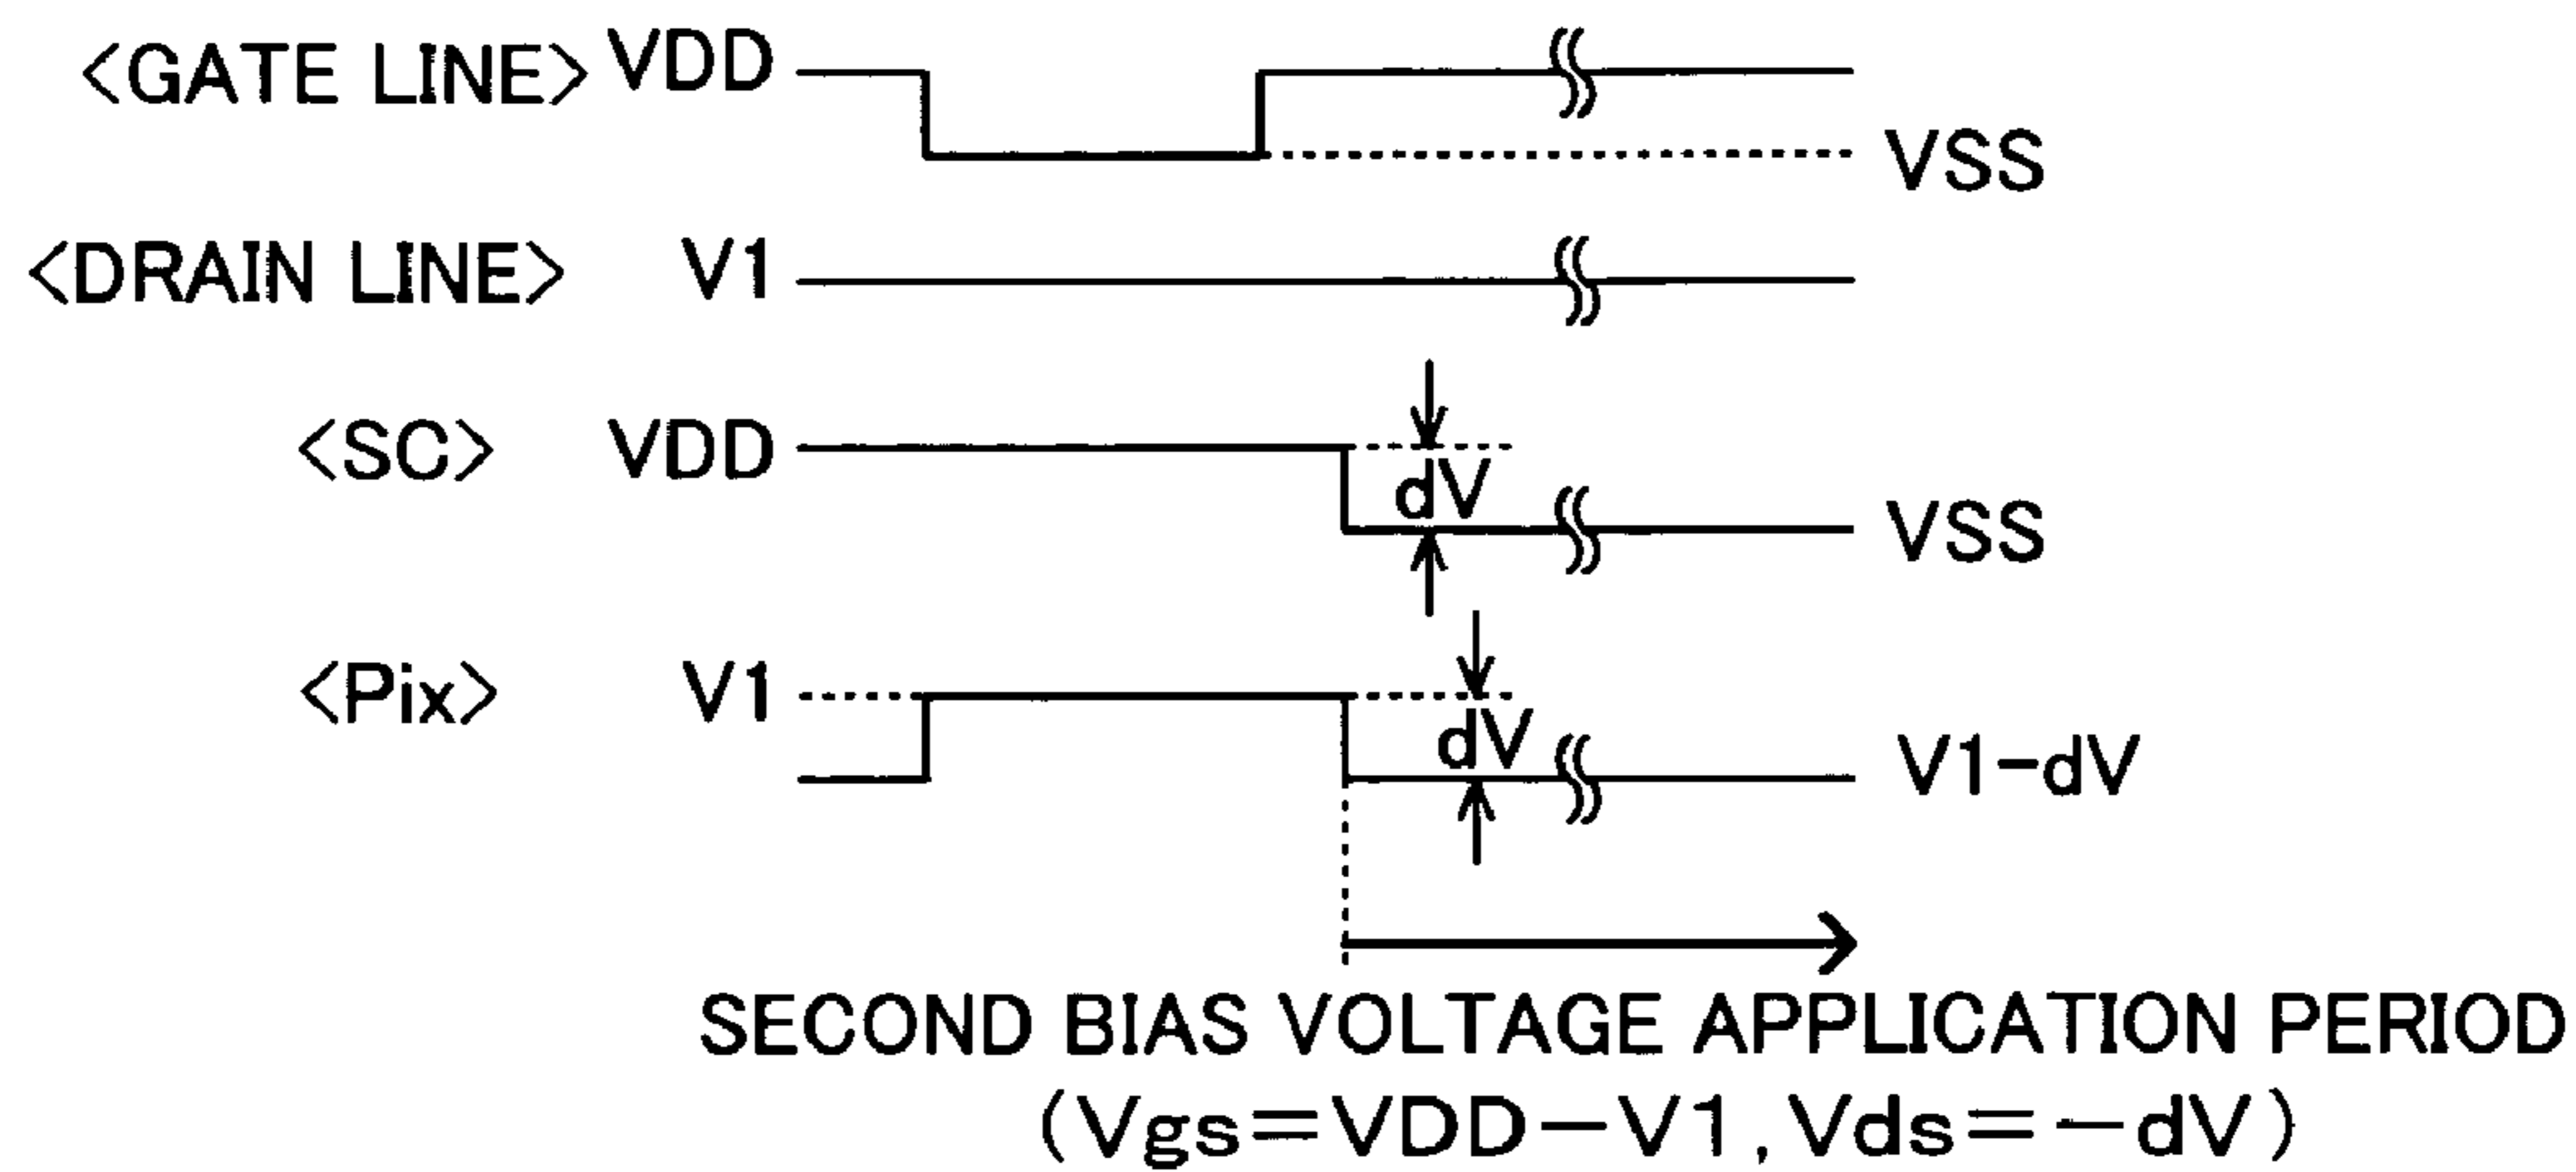 <GATE LINE> VDD
VSS
<DRAIN LINE> V1
<SC> VDD
dV
VSS
<Pix> V1
dV
V1-dV
SECOND BIAS VOLTAGE APPLICATION PERIOD
(Vgs=VDD-V1, Vds=-dV)